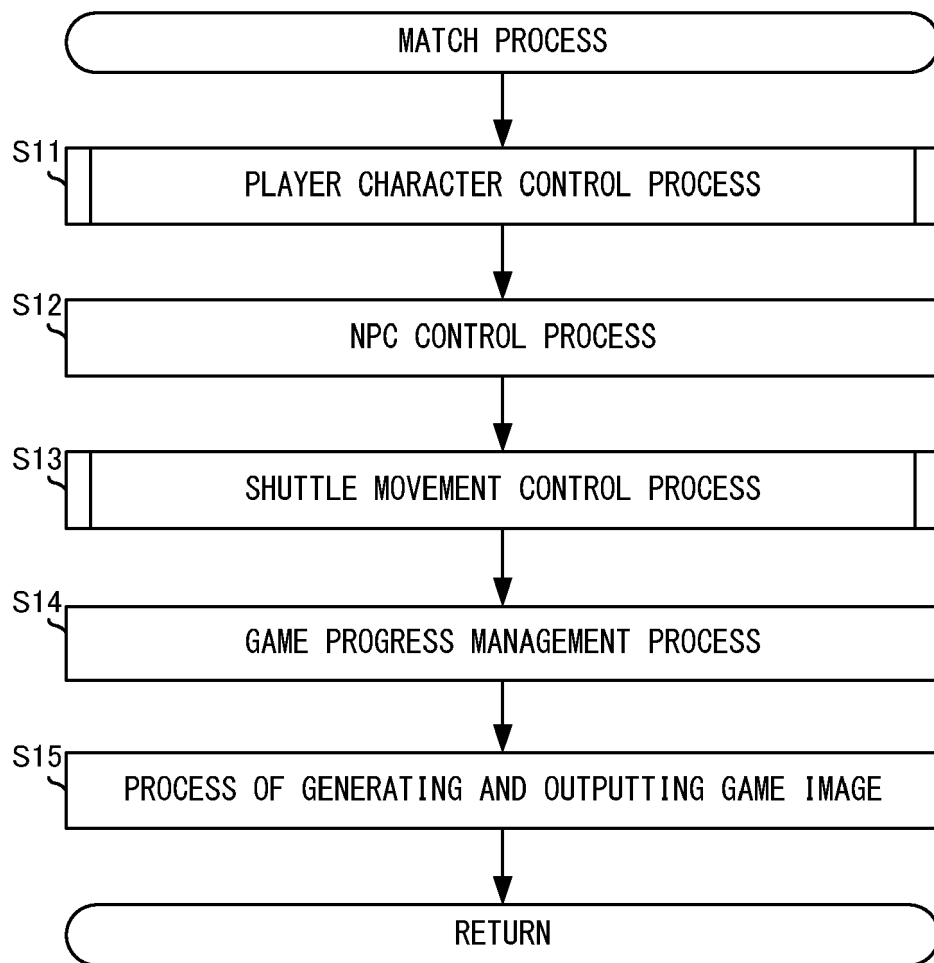 MATCH PROCESS
S11
PLAYER CHARACTER CONTROL PROCESS
S12
NPC CONTROL PROCESS
S13
SHUTTLE MOVEMENT CONTROL PROCESS
S14
GAME PROGRESS MANAGEMENT PROCESS
S15
PROCESS OF GENERATING AND OUTPUTTING GAME IMAGE
RETURN